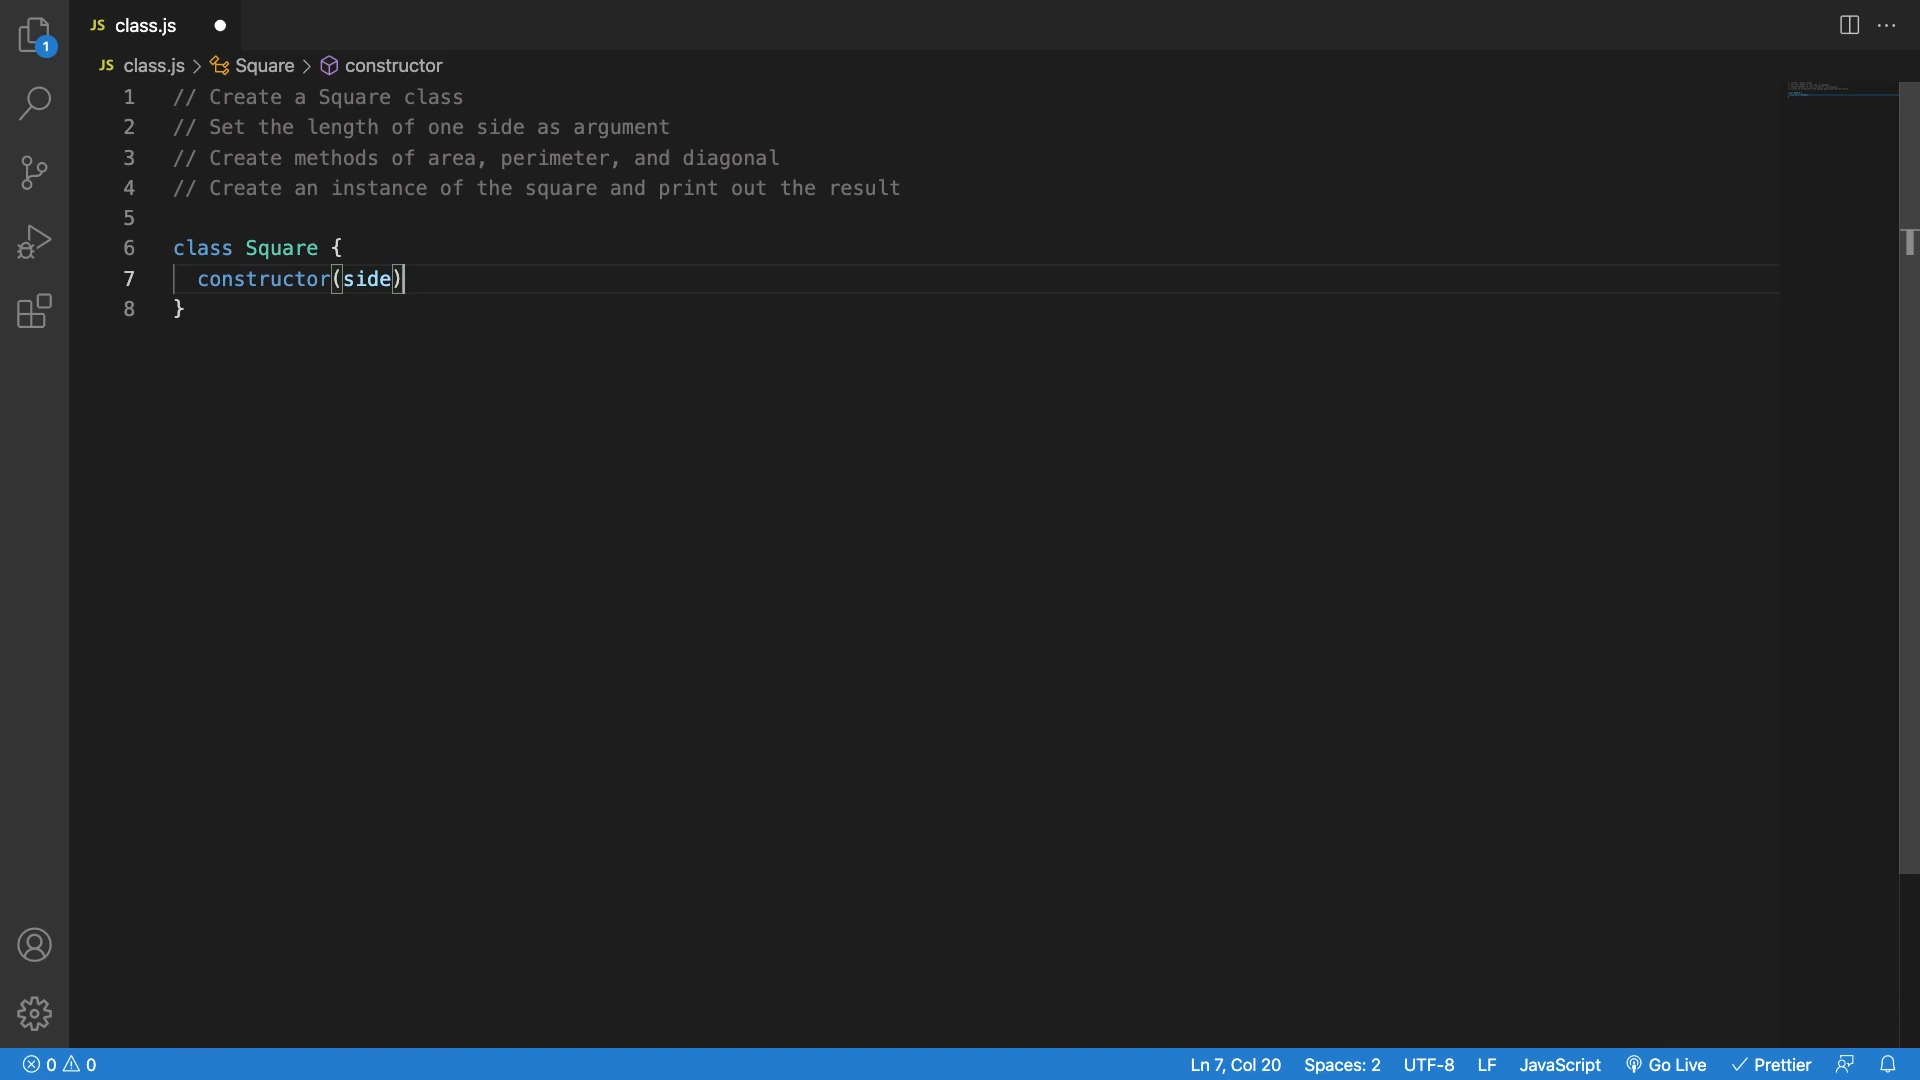 JS class.js
1
JS class.js > Square > constructor
1 // Create a Square class
2 // Set the length of one side as argument
3 // Create methods of area, perimeter, and diagonal
4 // Create an instance of the square and print out the result
5
6 class Square {
7 constructor(side)
8 }
0 0 Ln 7, Col 20 Spaces: 2 UTF-8 LF JavaScript Go Live Prettier